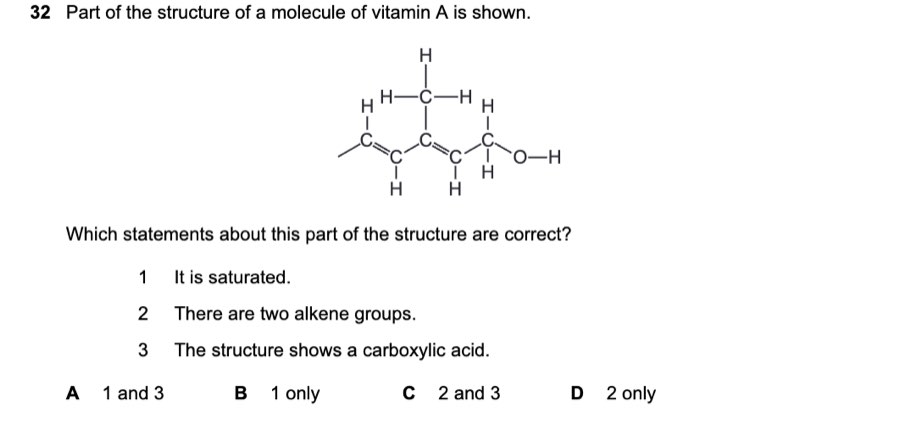 32 Part of the structure of a molecule of vitamin A is shown.
H
H H C H H
C C C
C C O H
H H H
Which statements about this part of the structure are correct?
1 It is saturated.
2 There are two alkene groups.
3 The structure shows a carboxylic acid.
A 1 and 3 B 1 only C 2 and 3 D 2 only